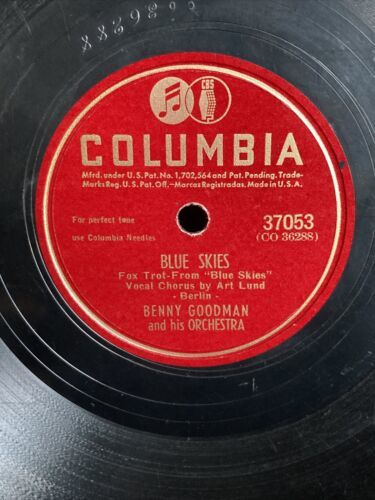 36288
CBS
COLUMBIA
Mfrd. under U.S. Pat. No. 1,702,564 and Pat. Pending. Trade-
Marks Reg. U.S. Pat. Off.–Marcas Registradas. Made in U.S.A.
For perfect tone
use Columbia Needles
37053
(CO 36288)
BLUE SKIES
Fox Trot-From "Blue Skies"
Vocal Chorus by Art Lund
- Berlin -
BENNY GOODMAN
and his ORCHESTRA